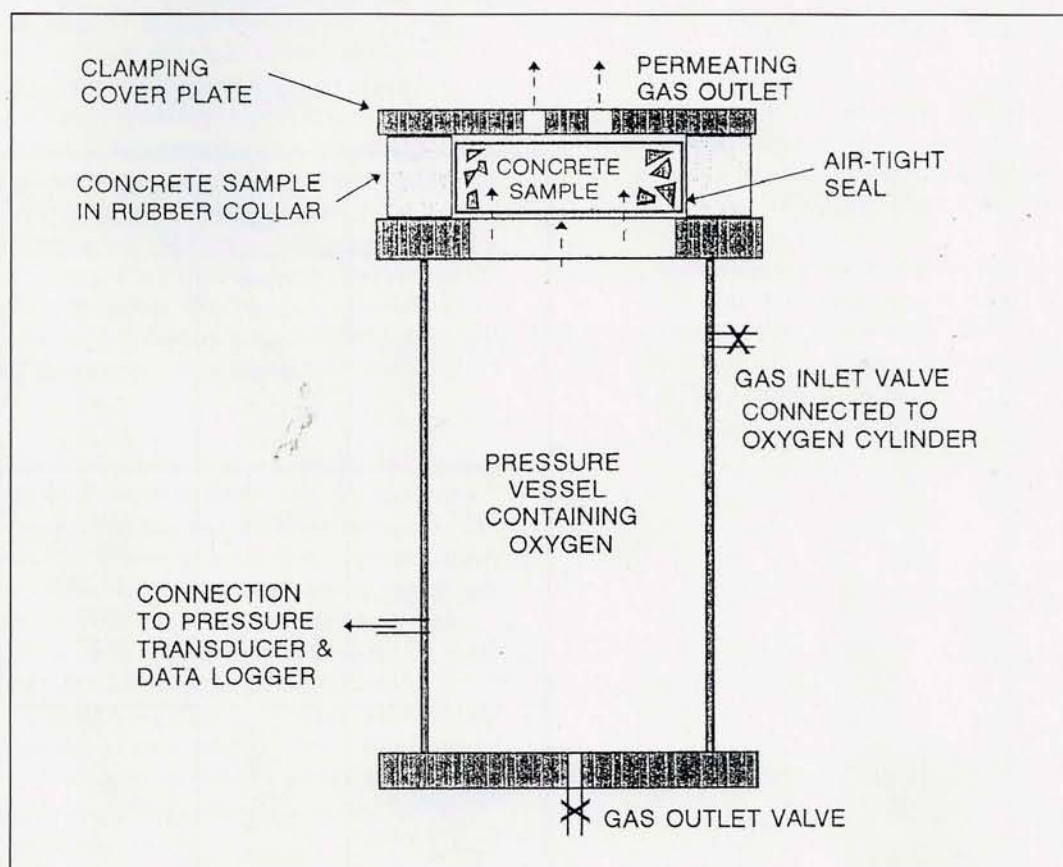 CLAMPING
COVER PLATE
PERMEATING
GAS OUTLET
CONCRETE SAMPLE
IN RUBBER COLLAR
CONCRETE
SAMPLE
AIR-TIGHT
SEAL
GAS INLET VALVE
CONNECTED TO
OXYGEN CYLINDER
PRESSURE
VESSEL
CONTAINING
OXYGEN
CONNECTION
TO PRESSURE
TRANSDUCER &
DATA LOGGER
GAS OUTLET VALVE